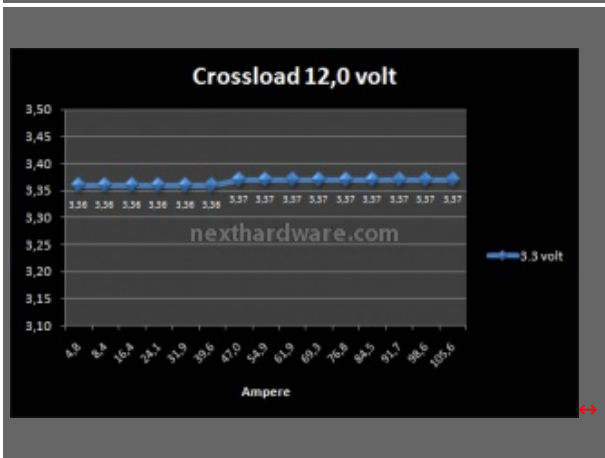 Crossload 12,0 volt
3,50
3,45
3,40
3,35
3,30
3,25
3,20
3,15
3,10
3,36 3,36 3,36 3,36 3,36 3,36 3,37 3,37 3,37 3,37 3,37 3,37 3,37 3,37 3,37
nexthardware.com
3.3 volt
4,8 8,4 16,4 24,1 31,9 39,6 47,0 54,9 61,9 69,3 76,8 84,5 91,7 98,6 105,6
Ampere